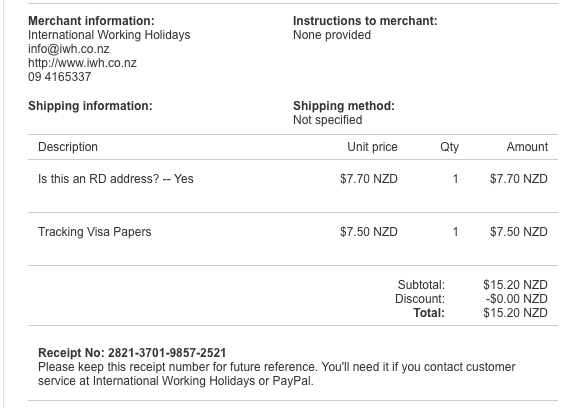 Merchant information:
International Working Holidays
info@iwh.co.nz
http://www.iwh.co.nz
09 4165337
Instructions to merchant:
None provided
Shipping information:
Shipping method:
Not specified
Description Unit price Qty Amount
Is this an RD address? -- Yes $7.70 NZD 1 $7.70 NZD
Tracking Visa Papers $7.50 NZD 1 $7.50 NZD
Subtotal: $15.20 NZD
Discount: -$0.00 NZD
Total: $15.20 NZD
Receipt No: 2821-3701-9857-2521
Please keep this receipt number for future reference. You'll need it if you contact customer
service at International Working Holidays or PayPal.